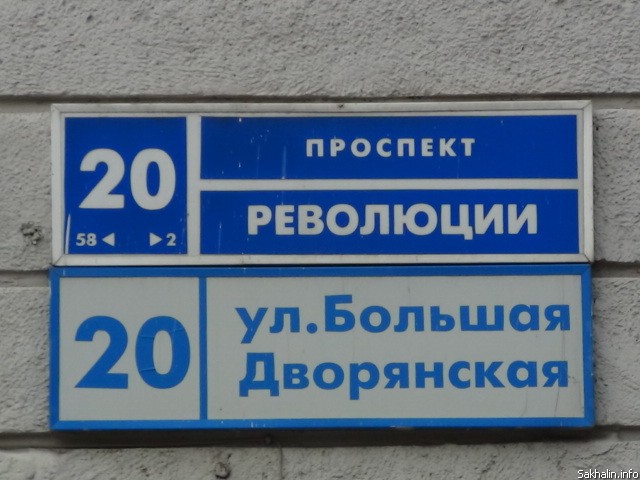 20
58 ◄ ►2
ПРОСПЕКТ
РЕВОЛЮЦИИ
20
ул.Большая
Дворянская
Sakhalin.info